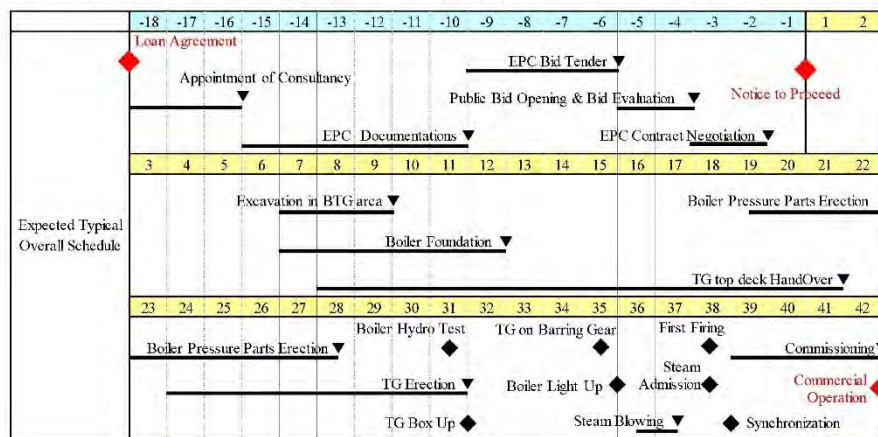 -18 -17 -16 -15 -14 -13 -12 -11 -10 -9 -8 -7 -6 -5 -4 -3 -2 -1 1 2
Loan Agreement
EPC Bid Tender
Appointment of Consultancy
Public Bid Opening & Bid Evaluation
Notice to Proceed
EPC Documentations
EPC Contract Negotiation
3 4 5 6 7 8 9 10 11 12 13 14 15 16 17 18 19 20 21 22
Expected Typical
Overall Schedule
Excavation in BTG area
Boiler Pressure Parts Erection
Boiler Foundation
TG top deck HandOver
23 24 25 26 27 28 29 30 31 32 33 34 35 36 37 38 39 40 41 42
Boiler Hydro Test
TG on Barring Gear
First Firing
Boiler Pressure Parts Erection
Commissioning
TG Erection
Boiler Light Up
Steam
Admission
Commercial
Operation
TG Box Up
Steam Blowing
Synchronization